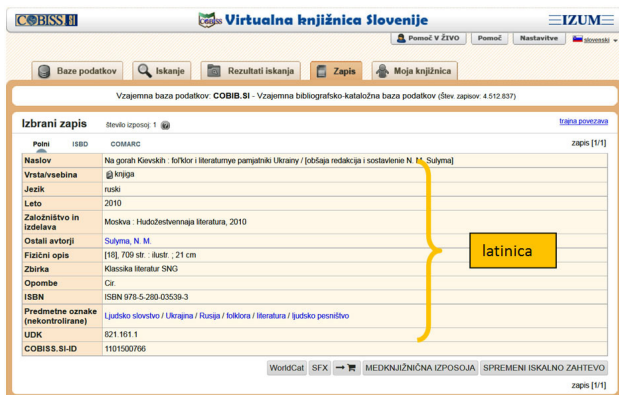 COBISS.SI
COBISS Virtualna knjižnica Slovenije
IZUM
Pomoč V ŽIVO Pomoč Nastavitve slovenski
Baze podatkov Iskanje Rezultati iskanja Zapis Moja knjižnica
Vzajemna baza podatkov: COBIB.SI - Vzajemna bibliografsko-kataložna baza podatkov (Štev. zapisov: 4.512.837)
Izbrani zapis število izposoj: 1 trajna povezava
Polni ISBD COMARC zapis [1/1]
Naslov Na gorah Kievskih : fol'klor i literaturnye pamjatniki Ukrainy / [obšaja redakcija i sostavlenie N. M. Sulyma]
Vrsta/vsebina knjiga
Jezik ruski
Leto 2010
Založništvo in
izdelava Moskva : Hudožestvennaja literatura, 2010
Ostali avtorji Sulyma, N. M.
Fizični opis [18], 709 str. : ilustr. ; 21 cm
Zbirka Klassika literatur SNG
Opombe Cir.
ISBN ISBN 978-5-280-03539-3
Predmetne oznake
(nekontrolirane) Ljudsko slovstvo / Ukrajina / Rusija / folklora / literatura / ljudsko pesništvo
UDK 821.161.1
COBISS.SI-ID 1101500766
latinica
WorldCat SFX → MEDKNJIŽNIČNA IZPOSOJA SPREMENI ISKALNO ZAHTEVO
zapis [1/1]